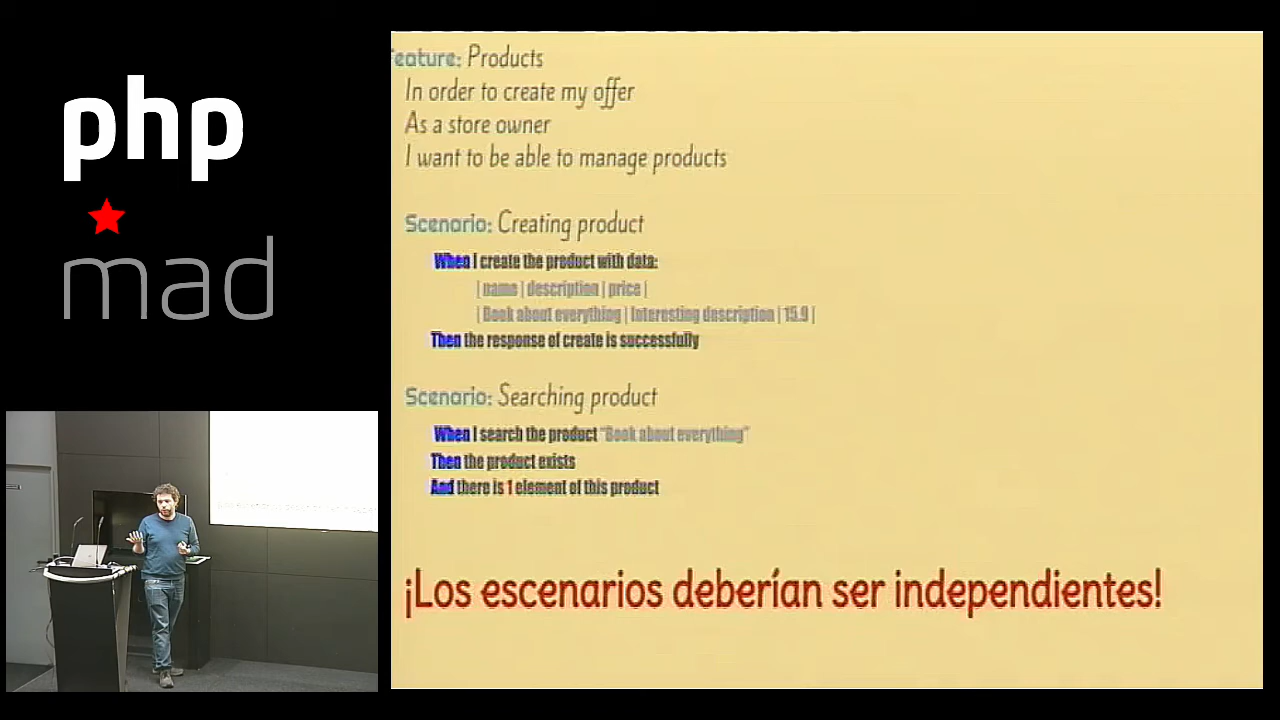 php
mad
Feature: Products
In order to create my offer
As a store owner
I want to be able to manage products
Scenario: Creating product
When I create the product with data:
| name | description | price |
| Book about everything | Interesting description | 15.9 |
Then the response of create is successfully
Scenario: Searching product
When I search the product "Book about everything"
Then the product exists
And there is 1 element of this product
¡Los escenarios deberían ser independientes!